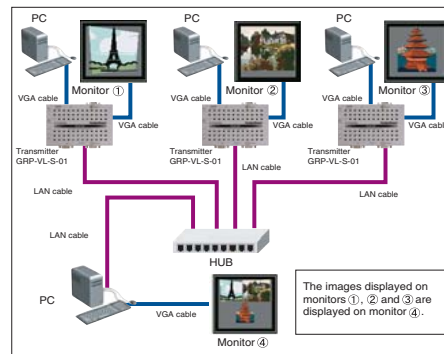 PC
PC
PC
Monitor ①
Monitor ②
Monitor ③
VGA cable
VGA cable
VGA cable
VGA cable
VGA cable
VGA cable
Transmitter
GRP-VL-S-01
Transmitter
GRP-VL-S-01
Transmitter
GRP-VL-S-01
LAN cable
LAN cable
LAN cable
LAN cable
HUB
PC
VGA cable
Monitor ④
The images displayed on
monitors ①, ② and ③ are
displayed on monitor ④.